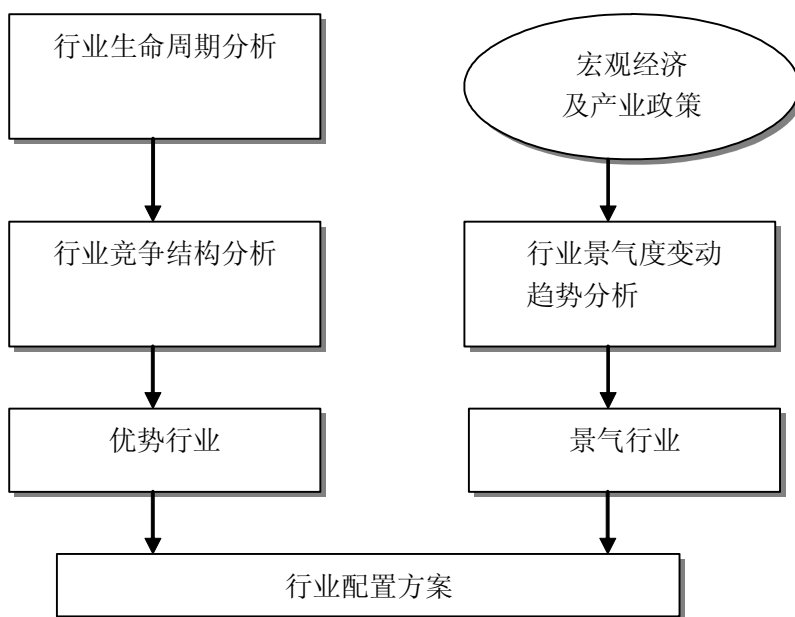 行业生命周期分析
宏观经济
及产业政策
行业竞争结构分析
行业景气度变动
趋势分析
优势行业
景气行业
行业配置方案